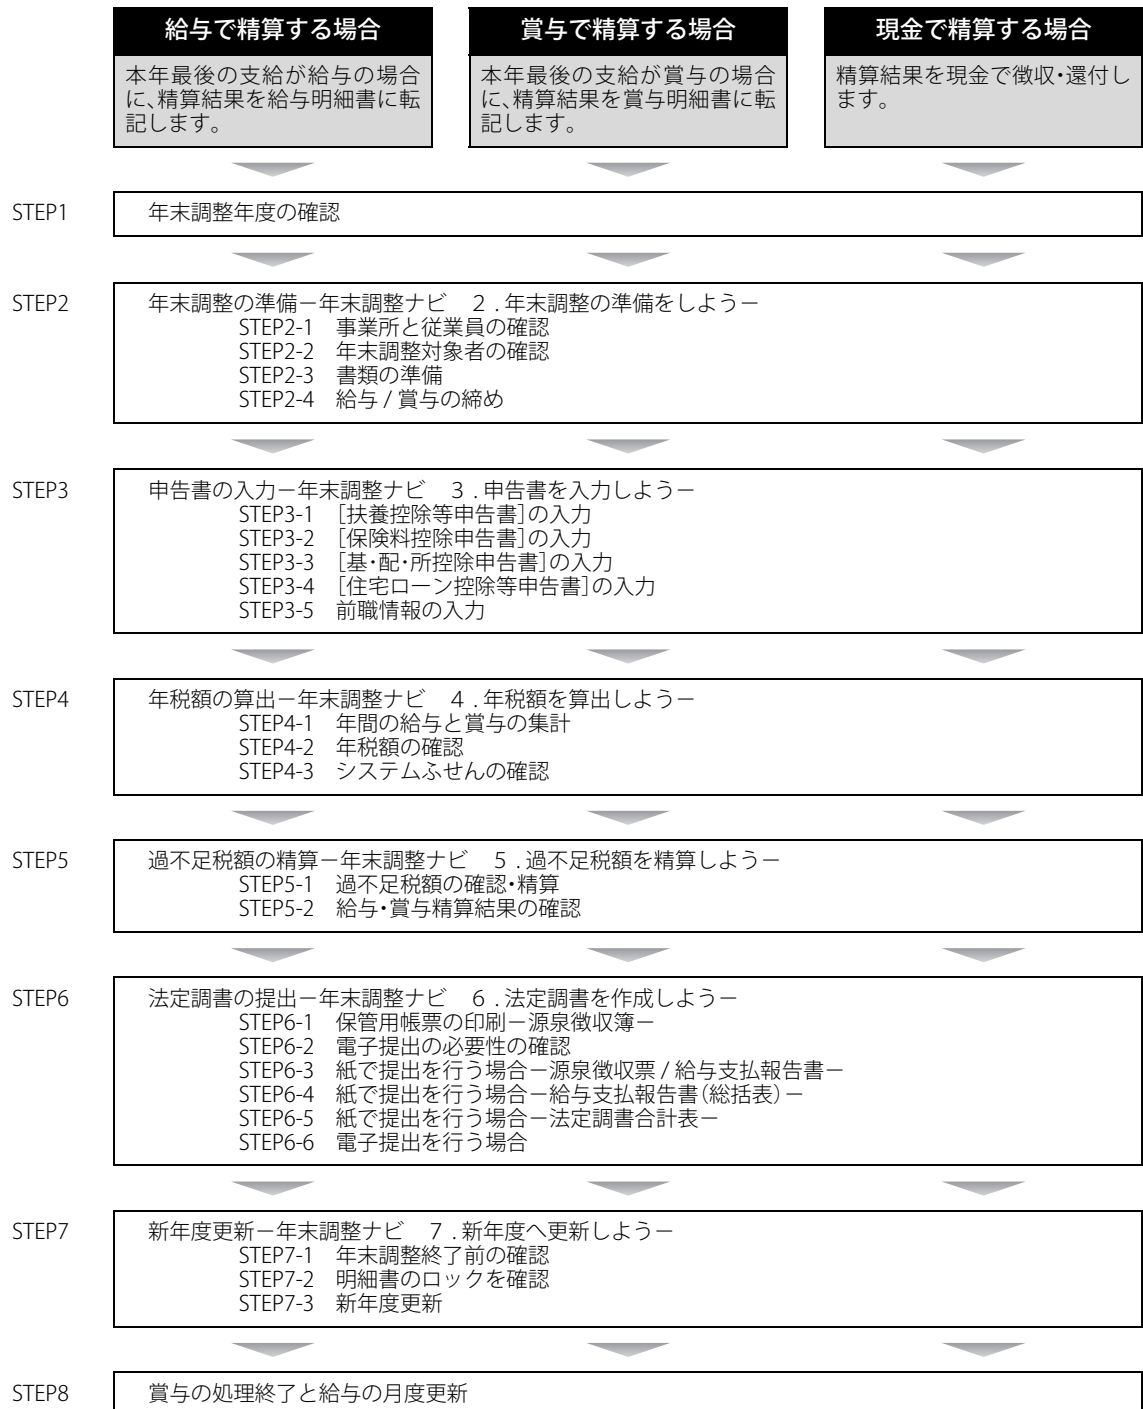 給与で精算する場合
本年最後の支給が給与の場合
に、精算結果を給与明細書に転
記します。
賞与で精算する場合
本年最後の支給が賞与の場合
に、精算結果を賞与明細書に転
記します。
現金で精算する場合
精算結果を現金で徴収・還付し
ます。
STEP1 年末調整年度の確認
STEP2 年末調整の準備－年末調整ナビ　２．年末調整の準備をしよう－
STEP2-1 事業所と従業員の確認
STEP2-2 年末調整対象者の確認
STEP2-3 書類の準備
STEP2-4 給与 / 賞与の締め
STEP3 申告書の入力－年末調整ナビ　３．申告書を入力しよう－
STEP3-1 ［扶養控除等申告書］の入力
STEP3-2 ［保険料控除申告書］の入力
STEP3-3 ［基・配・所控除申告書］の入力
STEP3-4 ［住宅ローン控除等申告書］の入力
STEP3-5 前職情報の入力
STEP4 年税額の算出－年末調整ナビ　４．年税額を算出しよう－
STEP4-1 年間の給与と賞与の集計
STEP4-2 年税額の確認
STEP4-3 システムふせんの確認
STEP5 過不足税額の精算－年末調整ナビ　５．過不足税額を精算しよう－
STEP5-1 過不足税額の確認・精算
STEP5-2 給与・賞与精算結果の確認
STEP6 法定調書の提出－年末調整ナビ　６．法定調書を作成しよう－
STEP6-1 保管用帳票の印刷－源泉徴収簿－
STEP6-2 電子提出の必要性の確認
STEP6-3 紙で提出を行う場合－源泉徴収票 / 給与支払報告書－
STEP6-4 紙で提出を行う場合－給与支払報告書（総括表）－
STEP6-5 紙で提出を行う場合－法定調書合計表－
STEP6-6 電子提出を行う場合
STEP7 新年度更新－年末調整ナビ　７．新年度へ更新しよう－
STEP7-1 年末調整終了前の確認
STEP7-2 明細書のロックを確認
STEP7-3 新年度更新
STEP8 賞与の処理終了と給与の月度更新